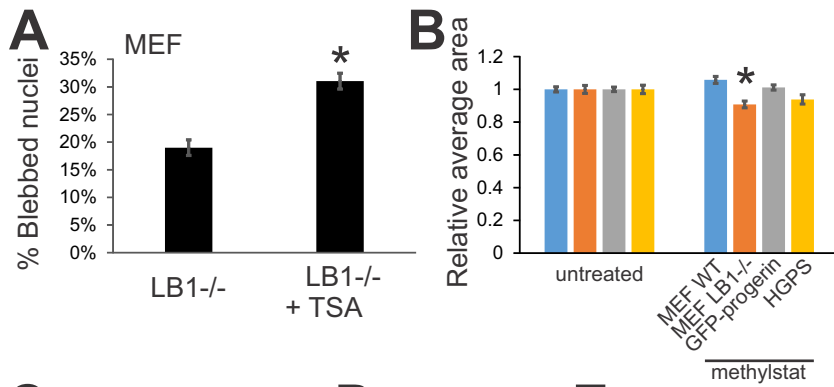 A
MEF
% Blebbed nuclei
35%
30%
25%
20%
15%
10%
5%
0%
LB1-/-
*
LB1-/-
+ TSA
B
Relative average area
1.2
1
0.8
0.6
0.4
0.2
0
*
untreated
MEF WT
MEF LB1-/-
GFP-progerin
HGPS
methylstat